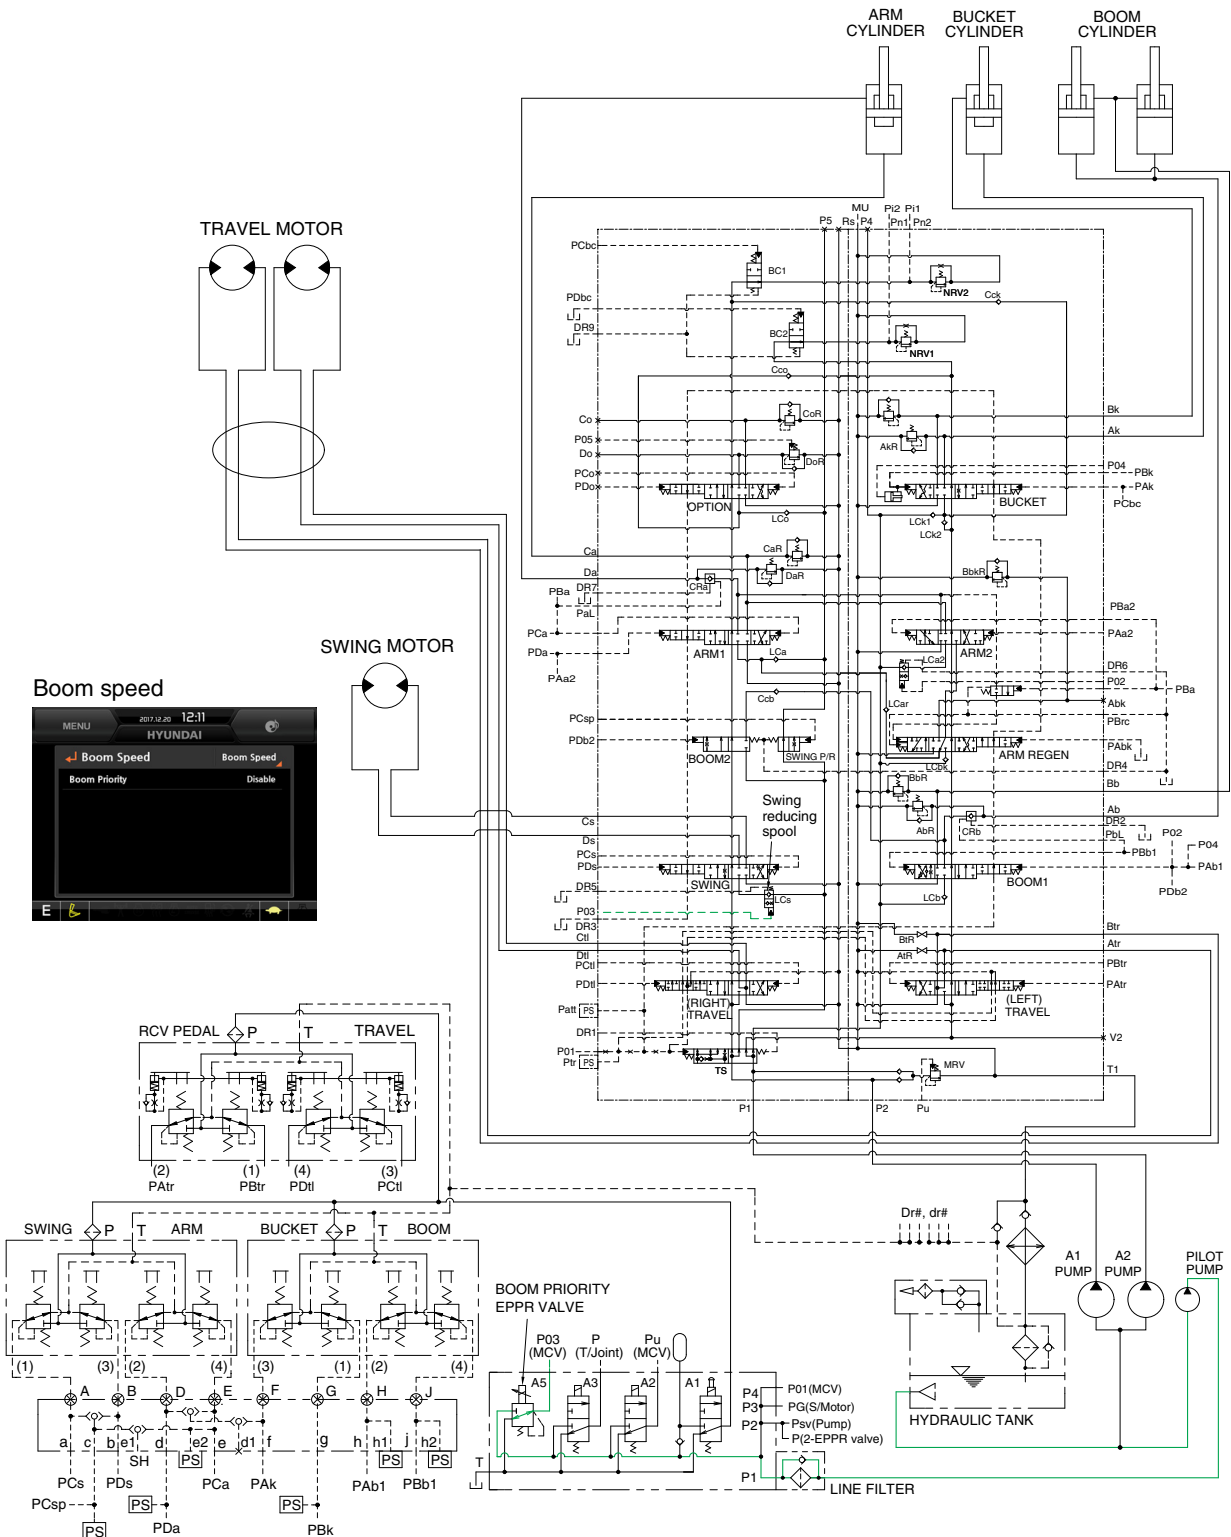 ARM
CYLINDER
BUCKET
CYLINDER
BOOM
CYLINDER
TRAVEL MOTOR
P5
Rs
MU
P4
Pi2
Pi1
Pn1
Pn2
PCbc
BC1
NRV2
Cck
PDbc
DR9
BC2
NRV1
Cco
Co
CoR
Bk
P05
AkR
Ak
Do
DoR
P04
PCo
PBk
PDo
PAk
OPTION
BUCKET
PCbc
LCo
LCk1
LCk2
Ca
CaR
Da
DaR
BbkR
DR7
CRa
PBa
PaL
PBa2
PCa
PAa2
PDa
ARM1
ARM2
PAa2
LCa
LCa2
DR6
P02
Ccb
LCar
PBa
Abk
PCsp
PBrc
PDb2
PAbk
BOOM2
SWING P/R
ARM REGEN
LCbk
DR4
BbR
Bb
SWING MOTOR
Swing
reducing
spool
AbR
CRb
Ab
DR2
Cs
PbL
P02
Ds
P04
PCs
PBb1
PDs
PAb1
SWING
BOOM1
PDb2
DR5
LCs
LCb
P03
DR3
Ctl
BtR
Btr
Dtl
AtR
Atr
PCtl
PBtr
PDtl
PAtr
(RIGHT)
TRAVEL
(LEFT)
TRAVEL
Patt
PS
DR1
V2
P01
Ptr
PS
TS
MRV
T1
P1
P2
Pu
Boom speed
MENU
2017.12.20 12:11
HYUNDAI
Boom Speed
Boom Speed
Boom Priority
Disable
E
RCV PEDAL
P
T
TRAVEL
(2)
(1)
(4)
(3)
PAtr
PBtr
PDtl
PCtl
SWING
P
T
ARM
BUCKET
P
T
BOOM
(1)
(3)
(2)
(4)
(3)
(1)
(2)
(4)
A
B
D
E
F
G
H
J
a
c
b
e1
d
e2
e
d1
f
g
h
h1
j
h2
SH
PS
PS
PS
PCs
PDs
PCa
PAk
PAb1
PBb1
PCsp
PS
PS
PS
PDa
PBk
BOOM PRIORITY
EPPR VALVE
P03
(MCV)
P
(T/Joint)
Pu
(MCV)
A5
A3
A2
A1
P4
P01(MCV)
P3
PG(S/Motor)
P2
Psv(Pump)
P(2-EPPR valve)
T
P1
LINE FILTER
Dr#, dr#
A1
PUMP
A2
PUMP
PILOT
PUMP
HYDRAULIC TANK